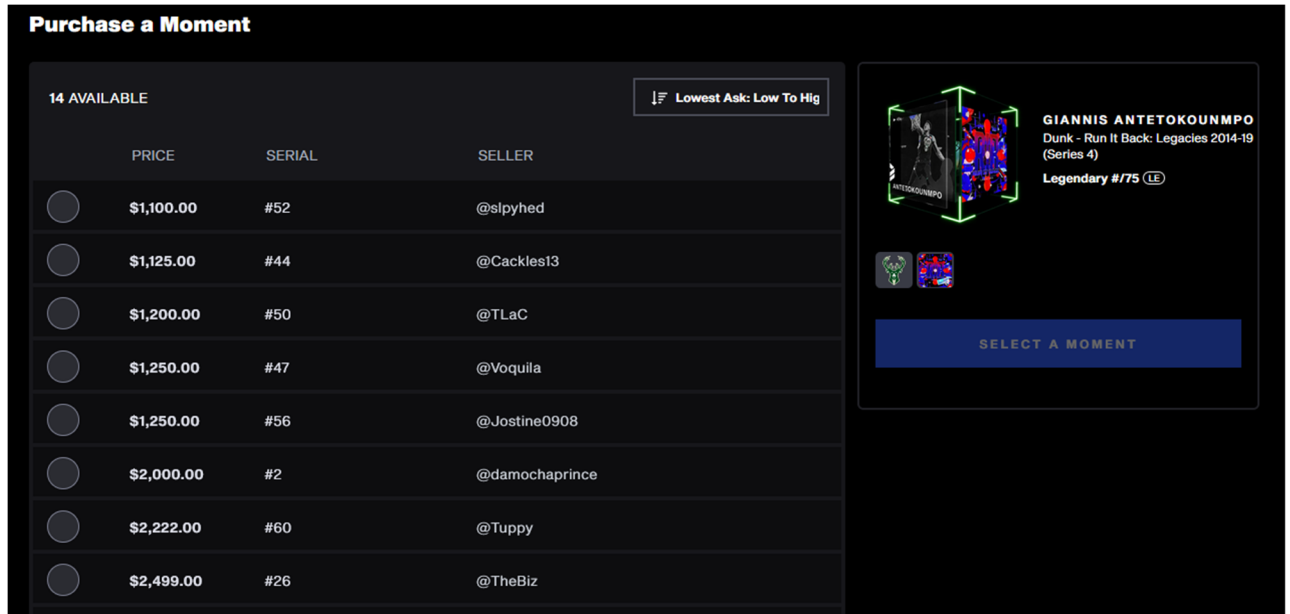 Purchase a Moment
14 AVAILABLE
Lowest Ask: Low To Hig
PRICE SERIAL SELLER
$1,100.00 #52 @slpyhed
$1,125.00 #44 @Cackles13
$1,200.00 #50 @TLaC
$1,250.00 #47 @Voquila
$1,250.00 #56 @Jostine0908
$2,000.00 #2 @damochaprince
$2,222.00 #60 @Tuppy
$2,499.00 #26 @TheBiz
ANTETOKOUNMPO
GIANNIS ANTETOKOUNMPO
Dunk - Run It Back: Legacies 2014-19
(Series 4)
Legendary #/75 LE
SELECT A MOMENT